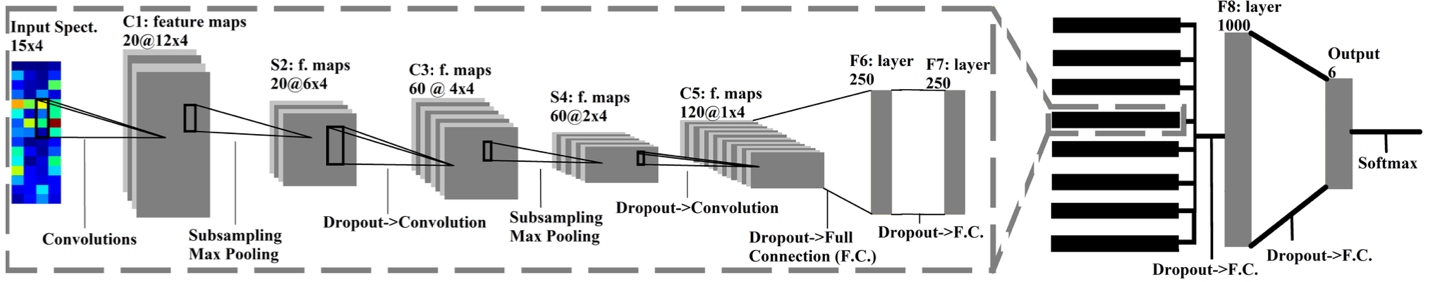 Input Spect.
15x4
C1: feature maps
20@12x4
S2: f. maps
20@6x4
C3: f. maps
60 @ 4x4
S4: f. maps
60@2x4
C5: f. maps
120@1x4
F6: layer
250
F7: layer
250
F8: layer
1000
Output
6
Convolutions
Subsampling
Max Pooling
Dropout->Convolution
Subsampling
Max Pooling
Dropout->Convolution
Dropout->Full
Connection (F.C.)
Dropout->F.C.
Dropout->F.C.
Dropout->F.C.
Softmax